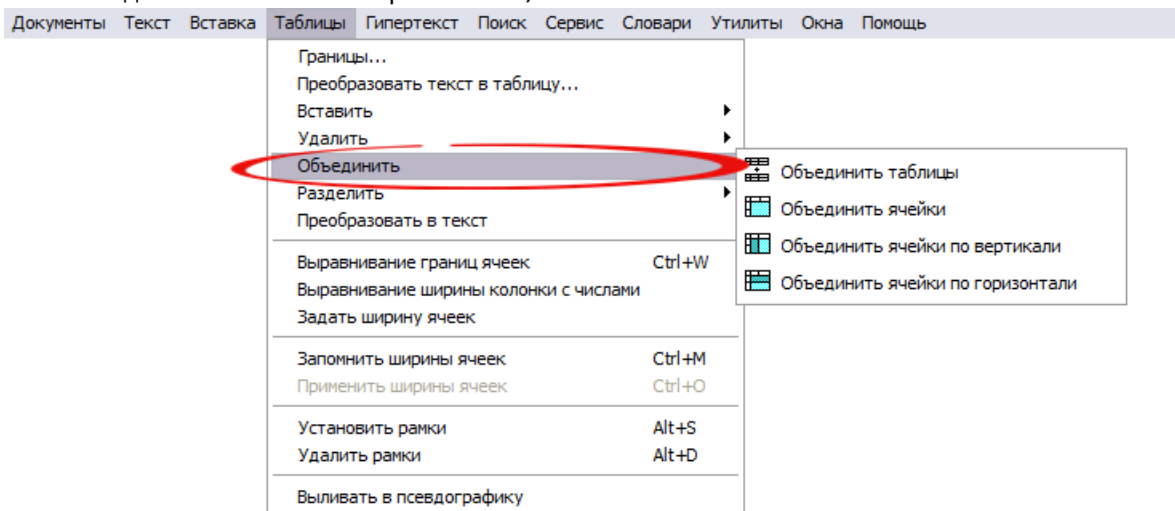 Документы Текст Вставка Таблицы Гипертекст Поиск Сервис Словари Утилиты Окна Помощь
Границы...
Преобразовать текст в таблицу...
Вставить
Удалить
Объединить
Разделить
Преобразовать в текст
Выравнивание границ ячеек Ctrl+W
Выравнивание ширины колонки с числами
Задать ширину ячеек
Запомнить ширины ячеек Ctrl+M
Применить ширины ячеек Ctrl+O
Установить рамки Alt+S
Удалить рамки Alt+D
Выливать в псевдографику
Объединить таблицы
Объединить ячейки
Объединить ячейки по вертикали
Объединить ячейки по горизонтали